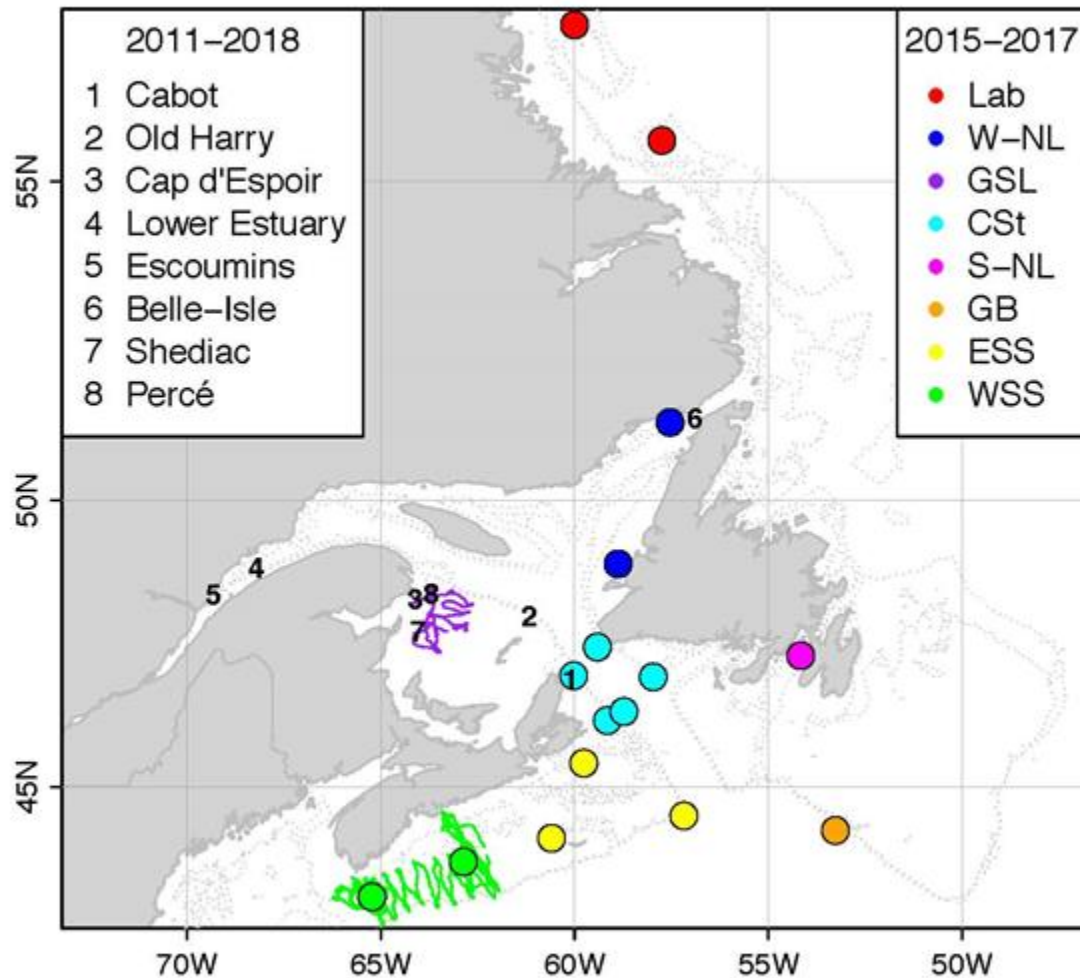 2011–2018
1 Cabot
2 Old Harry
3 Cap d'Espoir
4 Lower Estuary
5 Escoumins
6 Belle–Isle
7 Shediac
8 Percé
2015–2017
Lab
W–NL
GSL
CSt
S–NL
GB
ESS
WSS
55N
6
50N
4
5
3 8
2
7
1
45N
70W 65W 60W 55W 50W